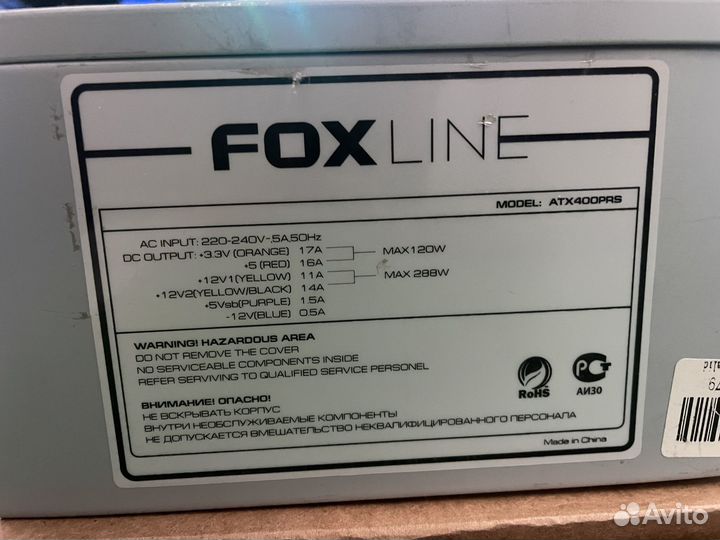 FOXLINE
MODEL: ATX400PRS
AC INPUT: 220-240V~,5A,50Hz
DC OUTPUT: +3.3V (ORANGE) 17A MAX120W
+5 (RED) 16A
+12V1(YELLOW) 11A MAX 288W
+12V2(YELLOW/BLACK) 14A
+5Vsb(PURPLE) 1.5A
-12V(BLUE) 0.5A
WARNING! HAZARDOUS AREA
DO NOT REMOVE THE COVER
NO SERVICEABLE COMPONENTS INSIDE
REFER SERVIVING TO QUALIFIED SERVICE PERSONEL
ВНИМАНИЕ! ОПАСНО!
НЕ ВСКРЫВАТЬ КОРПУС
ВНУТРИ НЕОБСЛУЖИВАЕМЫЕ КОМПОНЕНТЫ
НЕ ДОПУСКАЕТСЯ ВМЕШАТЕЛЬСТВО НЕКВАЛИФИЦИРОВАННОГО ПЕРСОНАЛА
RoHS
РСТ
АИ30
Made in China
Avito